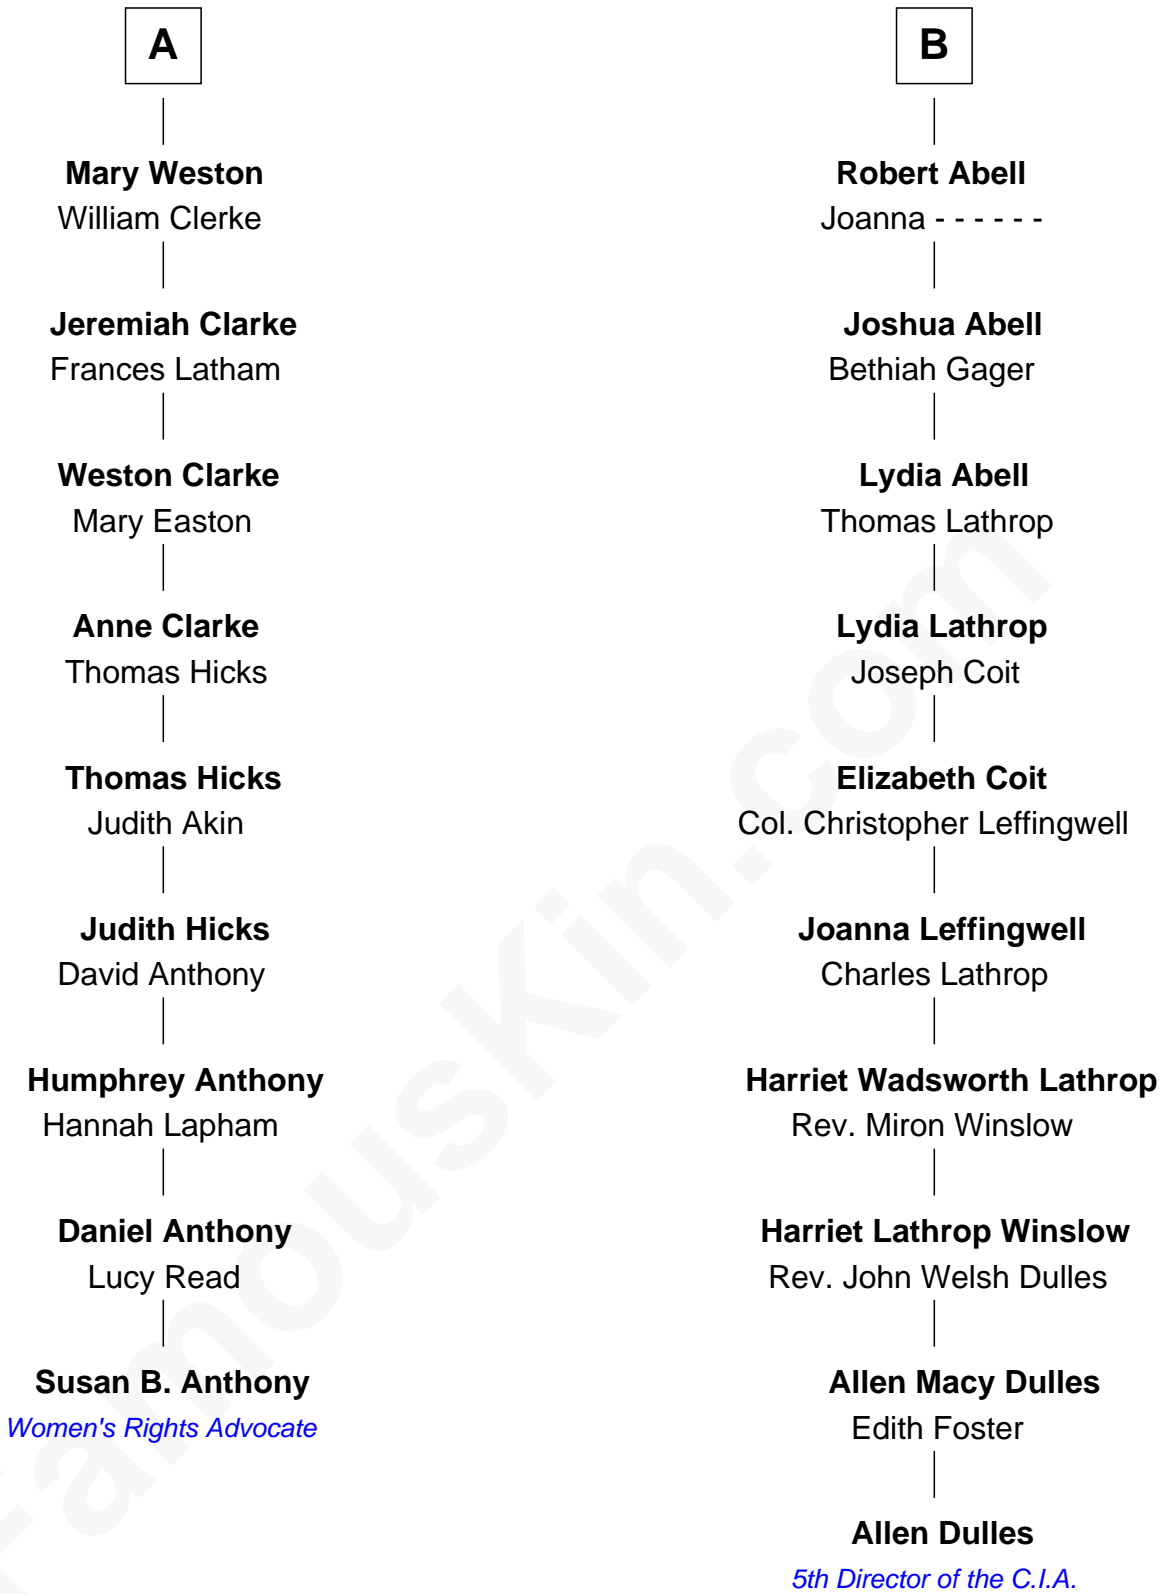 A
Mary Weston
William Clerke
Jeremiah Clarke
Frances Latham
Weston Clarke
Mary Easton
Anne Clarke
Thomas Hicks
Thomas Hicks
Judith Akin
Judith Hicks
David Anthony
Humphrey Anthony
Hannah Lapham
Daniel Anthony
Lucy Read
Susan B. Anthony
Women's Rights Advocate
B
Robert Abell
Joanna - - - - - -
Joshua Abell
Bethiah Gager
Lydia Abell
Thomas Lathrop
Lydia Lathrop
Joseph Coit
Elizabeth Coit
Col. Christopher Leffingwell
Joanna Leffingwell
Charles Lathrop
Harriet Wadsworth Lathrop
Rev. Miron Winslow
Harriet Lathrop Winslow
Rev. John Welsh Dulles
Allen Macy Dulles
Edith Foster
Allen Dulles
5th Director of the C.I.A.
FamousKin.com